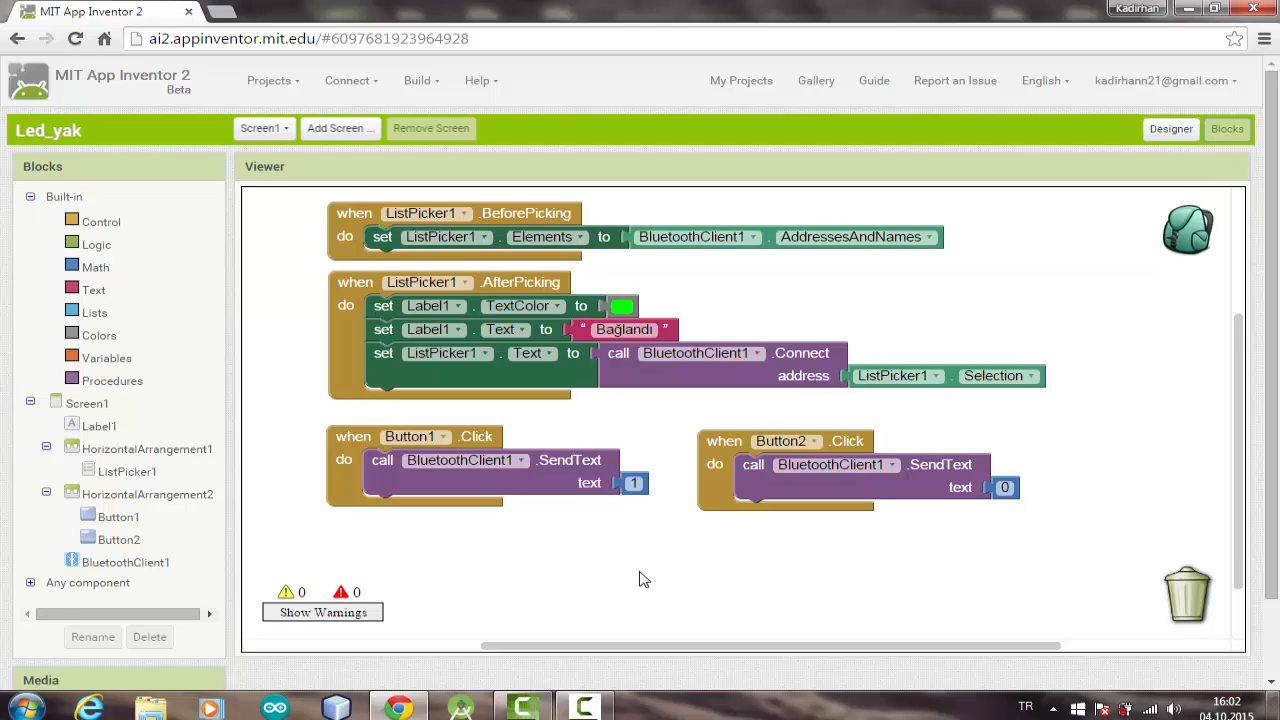 MIT App Inventor 2
Kadirhan
ai2.appinventor.mit.edu/#6097681923964928
MIT App Inventor 2
Beta
Projects
Connect
Build
Help
My Projects
Gallery
Guide
Report an Issue
English
kadirhann21@gmail.com
Led_yak
Screen1
Add Screen ...
Remove Screen
Designer
Blocks
Blocks
Built-in
Control
Logic
Math
Text
Lists
Colors
Variables
Procedures
Screen1
Label1
HorizontalArrangement1
ListPicker1
HorizontalArrangement2
Button1
Button2
BluetoothClient1
Any component
Rename
Delete
Media
Viewer
when ListPicker1 .BeforePicking
do set ListPicker1 . Elements to BluetoothClient1 . AddressesAndNames
when ListPicker1 .AfterPicking
do set Label1 . TextColor to
set Label1 . Text to “ Bağlandı ”
set ListPicker1 . Text to call BluetoothClient1 .Connect
address ListPicker1 . Selection
when Button1 .Click
do call BluetoothClient1 .SendText
text 1
when Button2 .Click
do call BluetoothClient1 .SendText
text 0
0 0
Show Warnings
TR
16:02
04.10.2015